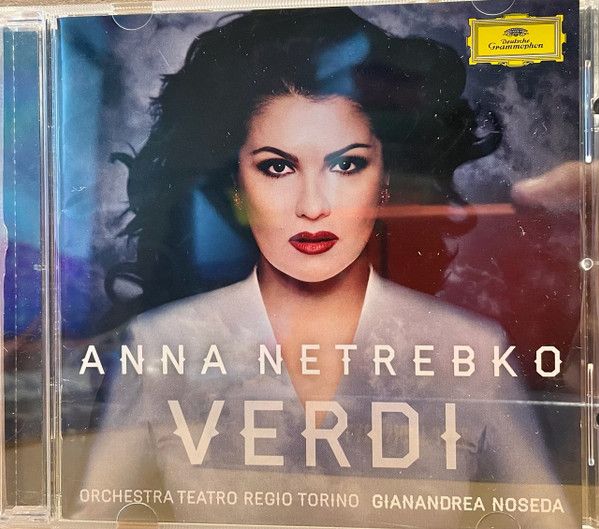 Deutsche
Grammophon
ANNA NETREBKO
VERDI
ORCHESTRA TEATRO REGIO TORINO GIANANDREA NOSEDA